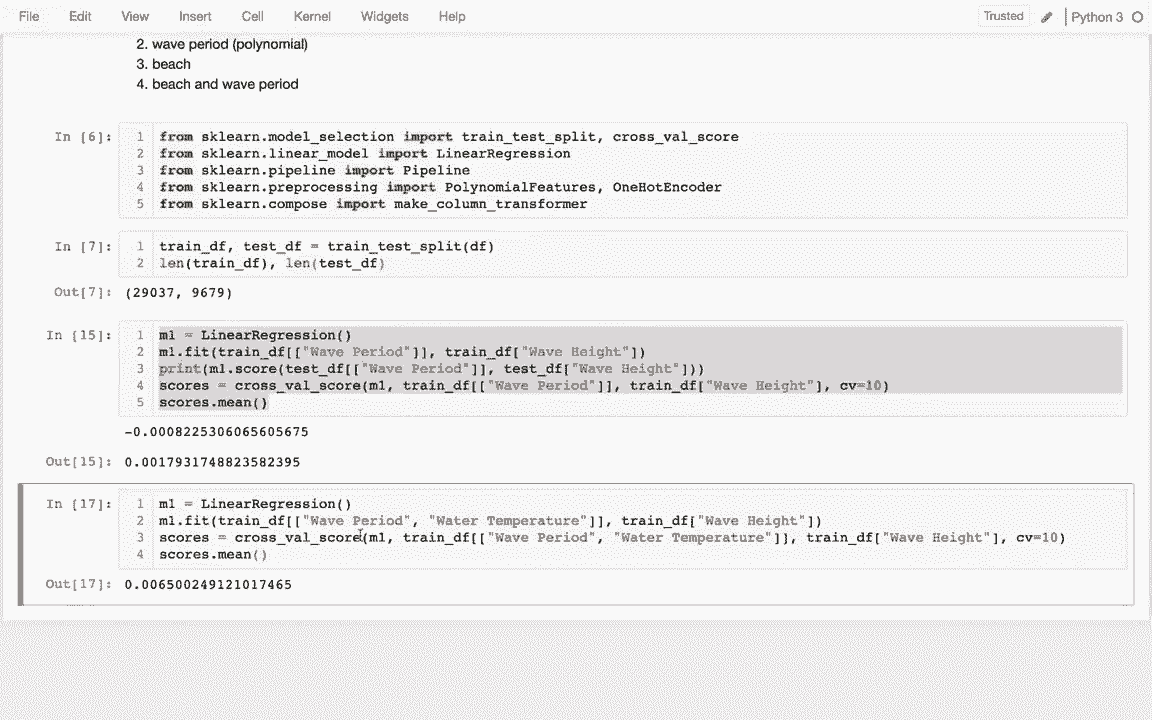 File Edit View Insert Cell Kernel Widgets Help Trusted Python 3
2. wave period (polynomial)
3. beach
4. beach and wave period
In [6]: 1 from sklearn.model_selection import train_test_split, cross_val_score
2 from sklearn.linear_model import LinearRegression
3 from sklearn.pipeline import Pipeline
4 from sklearn.preprocessing import PolynomialFeatures, OneHotEncoder
5 from sklearn.compose import make_column_transformer
In [7]: 1 train_df, test_df = train_test_split(df)
2 len(train_df), len(test_df)
Out[7]: (29037, 9679)
In [15]: 1 m1 = LinearRegression()
2 m1.fit(train_df[["Wave Period"]], train_df["Wave Height"])
3 print(m1.score(test_df[["Wave Period"]], test_df["Wave Height"]))
4 scores = cross_val_score(m1, train_df[["Wave Period"]], train_df["Wave Height"], cv=10)
5 scores.mean()
-0.0008225306065605675
Out[15]: 0.0017931748823582395
In [17]: 1 m1 = LinearRegression()
2 m1.fit(train_df[["Wave Period", "Water Temperature"]], train_df["Wave Height"])
3 scores = cross_val_score(m1, train_df[["Wave Period", "Water Temperature"]], train_df["Wave Height"], cv=10)
4 scores.mean()
Out[17]: 0.006500249121017465